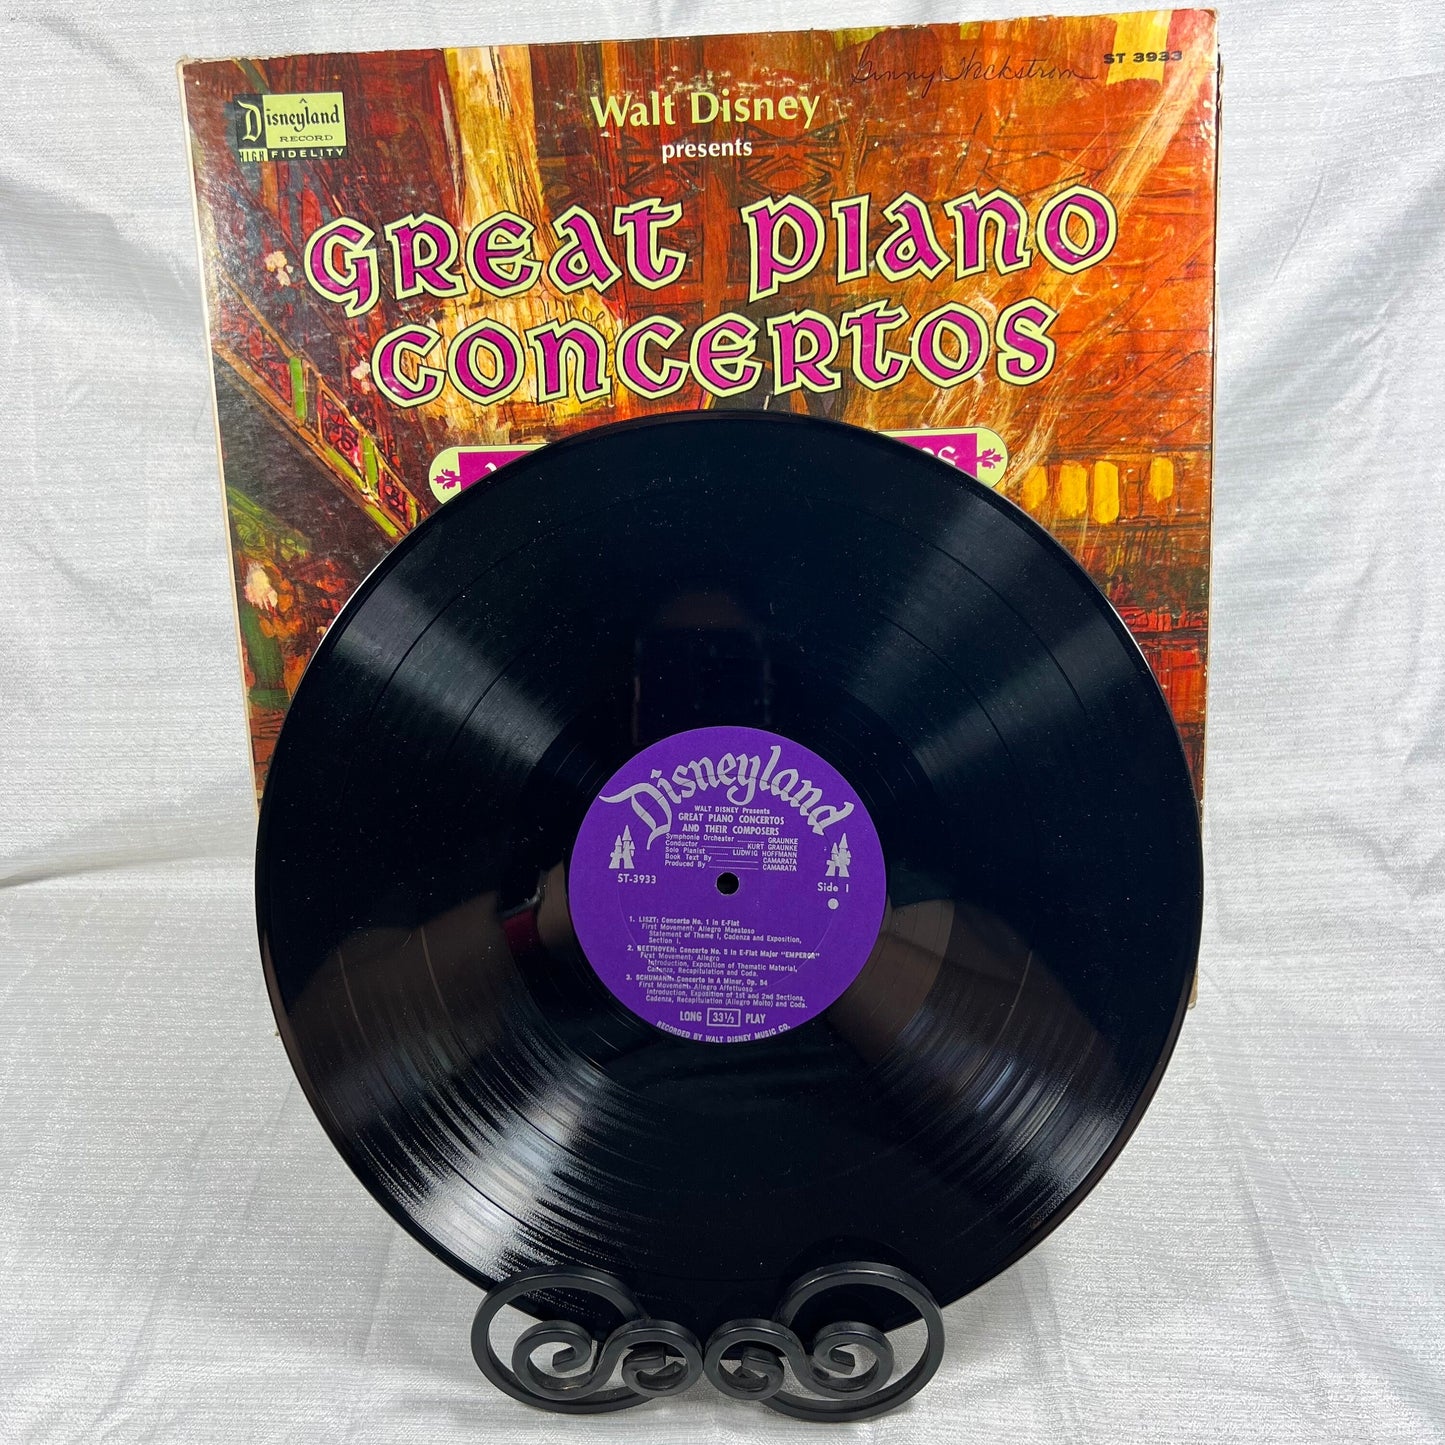 Disneyland
RECORD
HIGH FIDELITY
ST 3933
Walt Disney
presents
GREAT PIANO
CONCERTOS
Disneyland
WALT DISNEY Presents
GREAT PIANO CONCERTOS
AND THEIR COMPOSERS
Symphonie Orchester GRAUNKE
Conductor KURT GRAUNKE
Solo Pianist LUDWIG HOFFMANN
Book Text By CAMARATA
Produced By CAMARATA
ST-3933
Side 1
1. LISZT: Concerto No. 1 in E-Flat
First Movement: Allegro Maestoso
Statement of Theme I, Cadenza and Exposition,
Section I.
2. BEETHOVEN: Concerto No. 5 in E-Flat Major "EMPEROR"
First Movement: Allegro
Introduction, Exposition of Thematic Material,
Cadenza, Recapitulation and Coda.
3. SCHUMANN: Concerto in A Minor, Op. 54
First Movement: Allegro Affettuoso
Introduction, Exposition of 1st and 2nd Sections,
Cadenza, Recapitulation (Allegro Molto) and Coda.
LONG 33⅓ PLAY
RECORDED BY WALT DISNEY MUSIC CO.